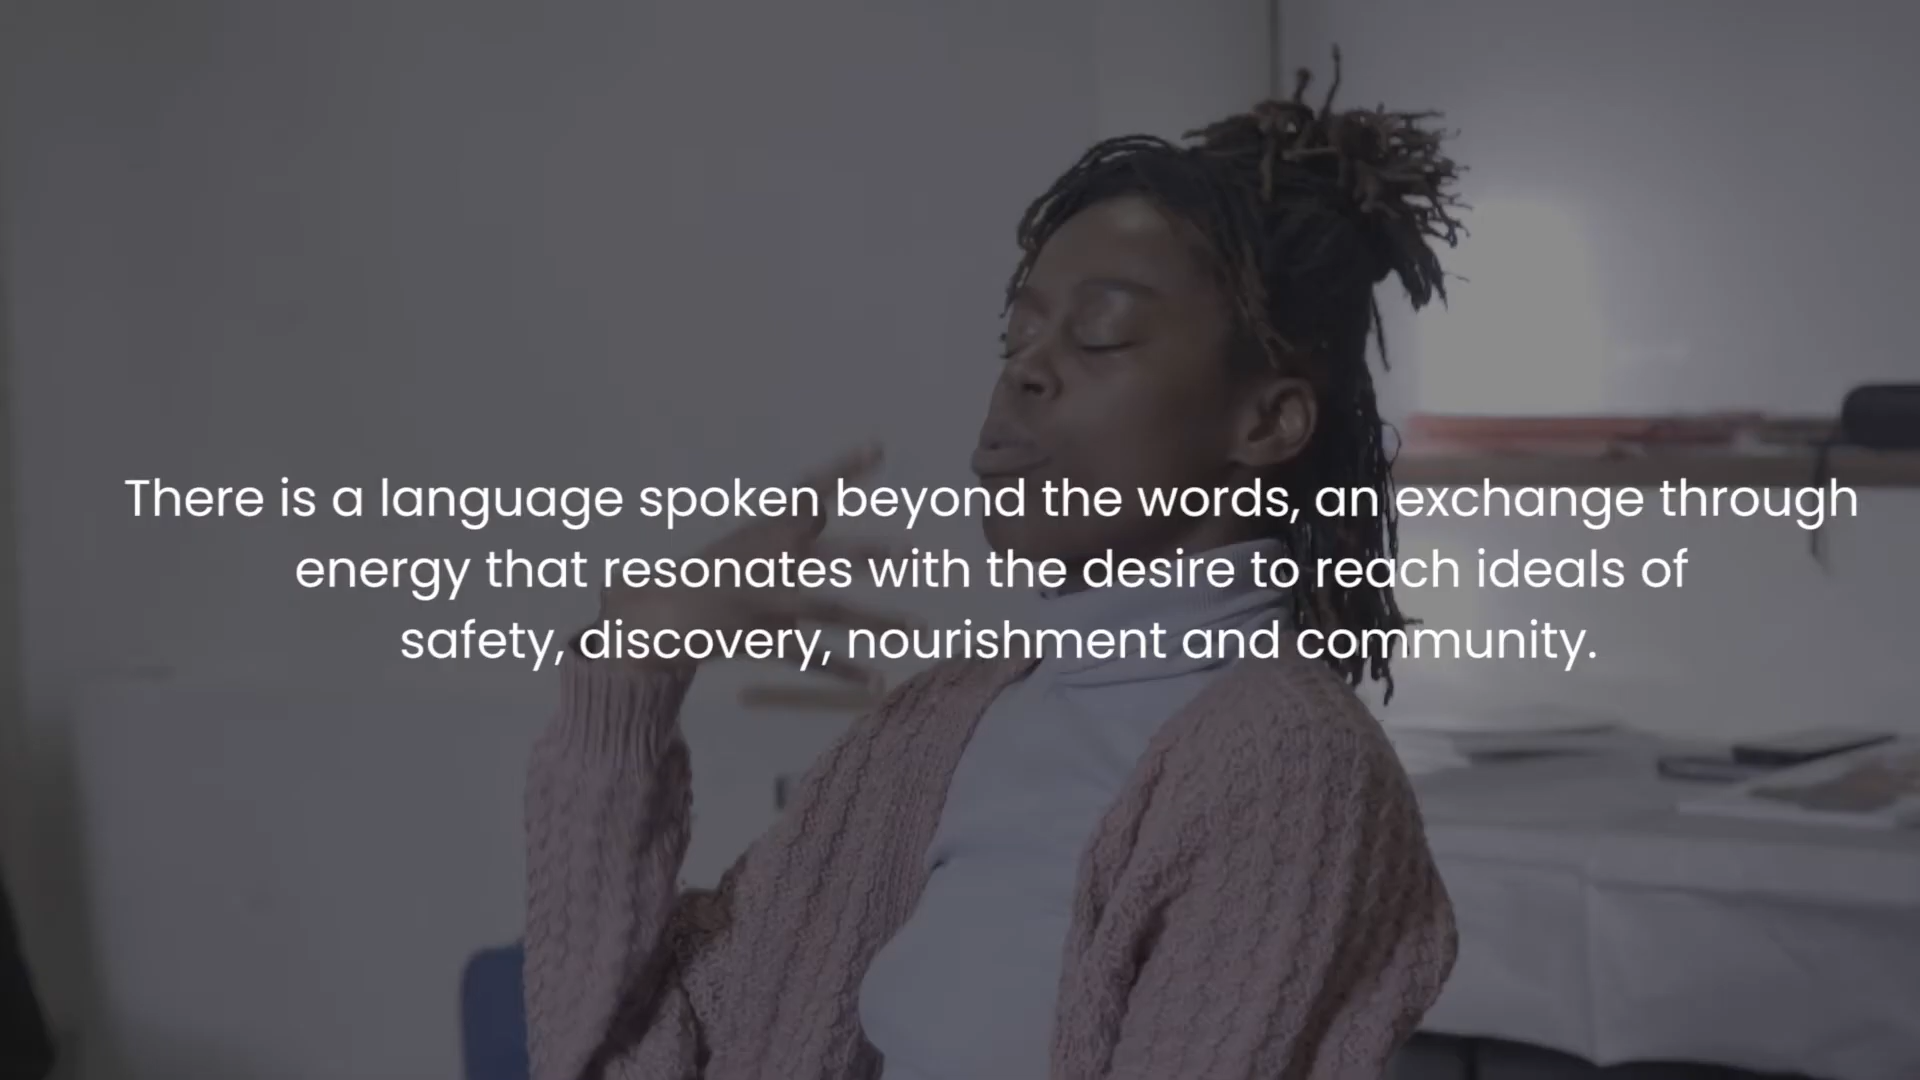 There is a language spoken beyond the words, an exchange through
energy that resonates with the desire to reach ideals of
safety, discovery, nourishment and community.